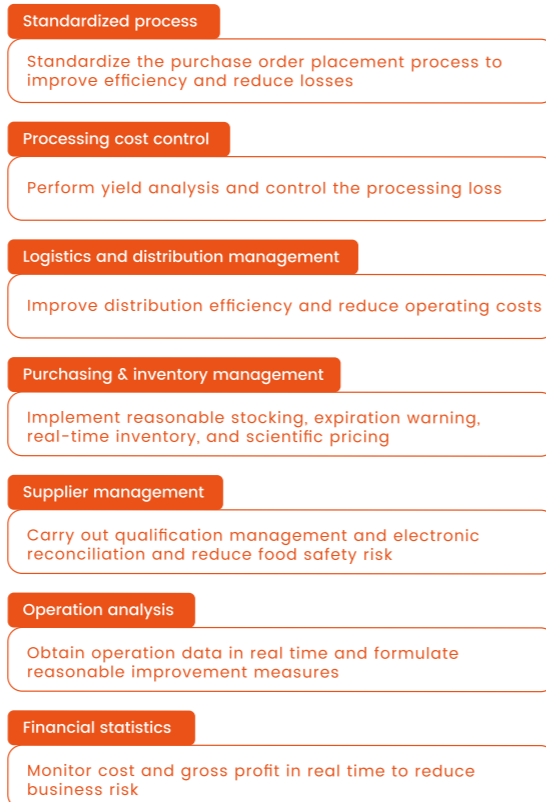 Standardized process
Standardize the purchase order placement process to
improve efficiency and reduce losses
Processing cost control
Perform yield analysis and control the processing loss
Logistics and distribution management
Improve distribution efficiency and reduce operating costs
Purchasing & inventory management
Implement reasonable stocking, expiration warning,
real-time inventory, and scientific pricing
Supplier management
Carry out qualification management and electronic
reconciliation and reduce food safety risk
Operation analysis
Obtain operation data in real time and formulate
reasonable improvement measures
Financial statistics
Monitor cost and gross profit in real time to reduce
business risk